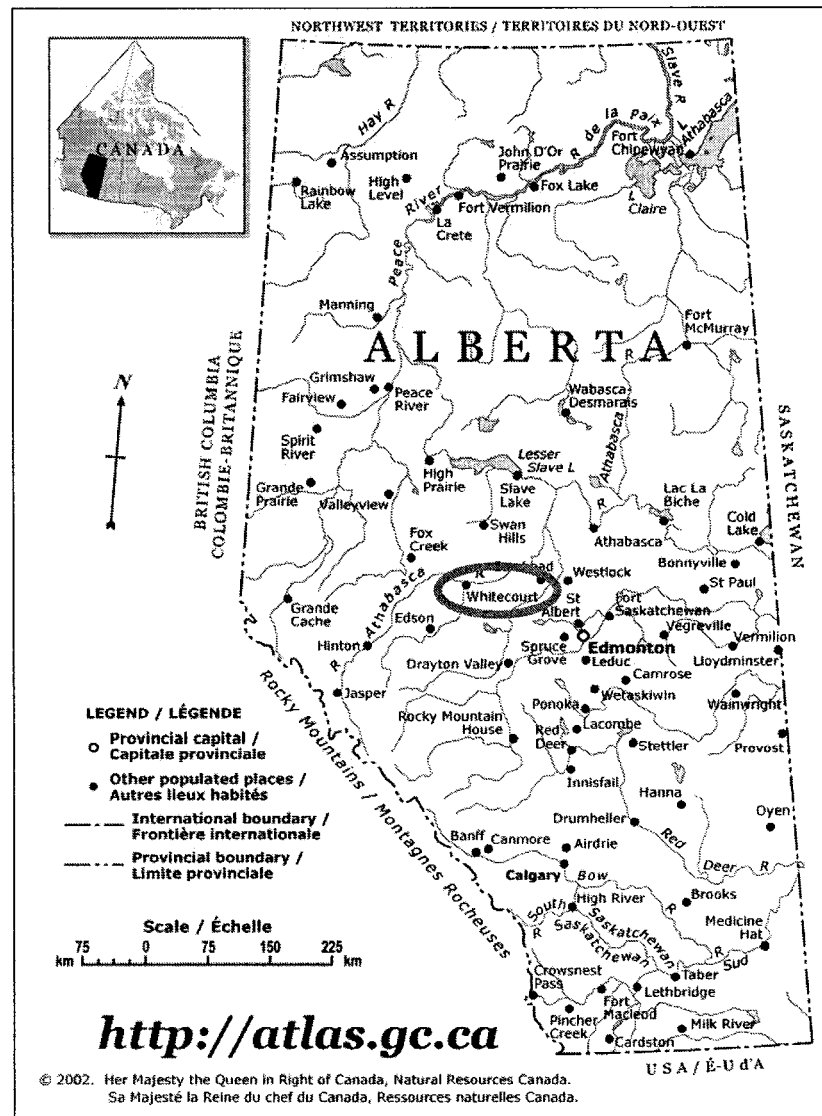 NORTHWEST TERRITORIES / TERRITOIRES DU NORD-OUEST
CANADA
Hay R
Slave R
de la Paix
R
Fort
Chipewyan
L
Athabasca
Assumption
John D'Or
Prairie
Rainbow
Lake
High
Level
Fox Lake
River
Fort Vermilion
L
Claire
La
Crete
Peace
Manning
Fort
McMurray
ALBERTA
R
BRITISH COLUMBIA
COLOMBIE-BRITANNIQUE
SASKATCHEWAN
N
Grimshaw
Fairview
Peace
River
Wabasca-
Desmarais
Spirit
River
Athabasca
High
Prairie
Lesser
Slave L
Grande
Prairie
Valleyview
Slave
Lake
R
Lac La
Biche
Cold
Lake
Swan
Hills
Athabasca
Fox
Creek
Bonnyville
R
Westlock
Whitecourt
St Paul
Athabasca
St
Albert
Fort
Saskatchewan
Grande
Cache
Edson
Vegreville
Vermilion
Hinton
Spruce
Grove
Edmonton
Lloydminster
R
Drayton Valley
Leduc
Camrose
Jasper
Wetaskiwin
Wainwright
Ponoka
Rocky Mountain
House
Lacombe
Red
Deer
Stettler
Provost
Innisfail
Hanna
Oyen
Drumheller
Red
Deer R
Rocky Mountains / Montagnes Rocheuses
Banff
Canmore
Airdrie
Calgary
Bow
R
High River
Brooks
South
Saskatchewan
R
Saskatchewan
R
Sud
Medicine
Hat
Taber
Crowsnest
Pass
Lethbridge
Fort
Macleod
Pincher
Creek
Milk River
Cardston
USA / É-U d'A
LEGEND / LÉGENDE
Provincial capital /
Capitale provinciale
Other populated places /
Autres lieux habités
International boundary /
Frontière internationale
Provincial boundary /
Limite provinciale
Scale / Échelle
75 0 75 150 225
km km
http://atlas.gc.ca
© 2002. Her Majesty the Queen in Right of Canada, Natural Resources Canada.
Sa Majesté la Reine du chef du Canada, Ressources naturelles Canada.